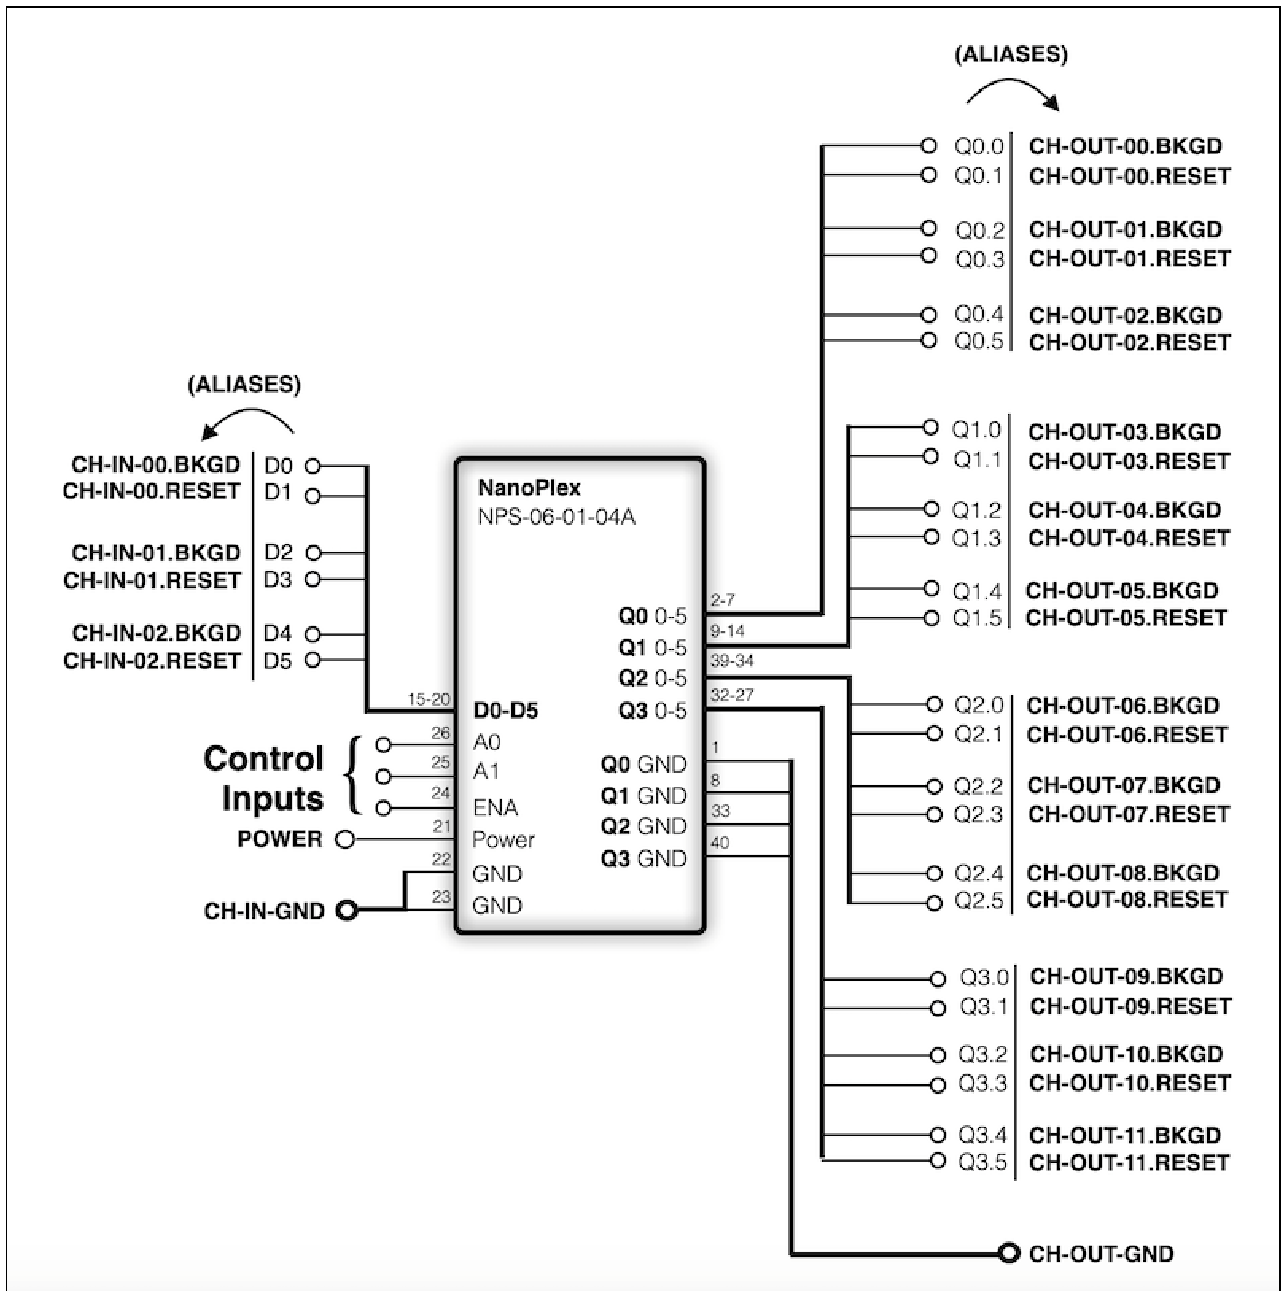 (ALIASES)
Q0.0 CH-OUT-00.BKGD
Q0.1 CH-OUT-00.RESET
Q0.2 CH-OUT-01.BKGD
Q0.3 CH-OUT-01.RESET
Q0.4 CH-OUT-02.BKGD
Q0.5 CH-OUT-02.RESET
Q1.0 CH-OUT-03.BKGD
Q1.1 CH-OUT-03.RESET
Q1.2 CH-OUT-04.BKGD
Q1.3 CH-OUT-04.RESET
Q1.4 CH-OUT-05.BKGD
Q1.5 CH-OUT-05.RESET
Q2.0 CH-OUT-06.BKGD
Q2.1 CH-OUT-06.RESET
Q2.2 CH-OUT-07.BKGD
Q2.3 CH-OUT-07.RESET
Q2.4 CH-OUT-08.BKGD
Q2.5 CH-OUT-08.RESET
Q3.0 CH-OUT-09.BKGD
Q3.1 CH-OUT-09.RESET
Q3.2 CH-OUT-10.BKGD
Q3.3 CH-OUT-10.RESET
Q3.4 CH-OUT-11.BKGD
Q3.5 CH-OUT-11.RESET
CH-OUT-GND
(ALIASES)
CH-IN-00.BKGD D0
CH-IN-00.RESET D1
CH-IN-01.BKGD D2
CH-IN-01.RESET D3
CH-IN-02.BKGD D4
CH-IN-02.RESET D5
Control
Inputs
POWER
CH-IN-GND
15-20
26
25
24
21
22
23
NanoPlex
NPS-06-01-04A
Q0 0-5
Q1 0-5
Q2 0-5
Q3 0-5
D0-D5
A0
A1
ENA
Power
GND
GND
Q0 GND
Q1 GND
Q2 GND
Q3 GND
2-7
9-14
39-34
32-27
1
8
33
40